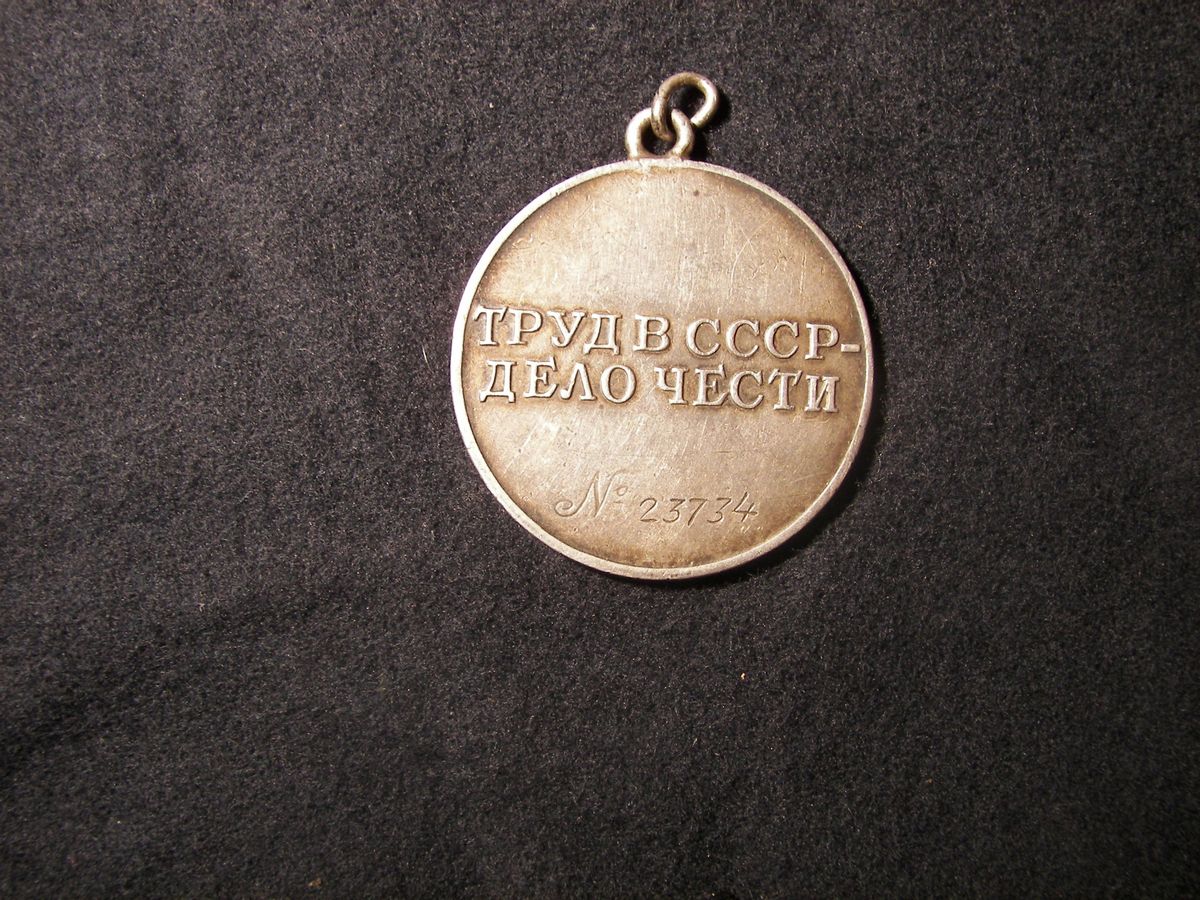 ТРУД В СССР-
ДЕЛО ЧЕСТИ
№ 23734